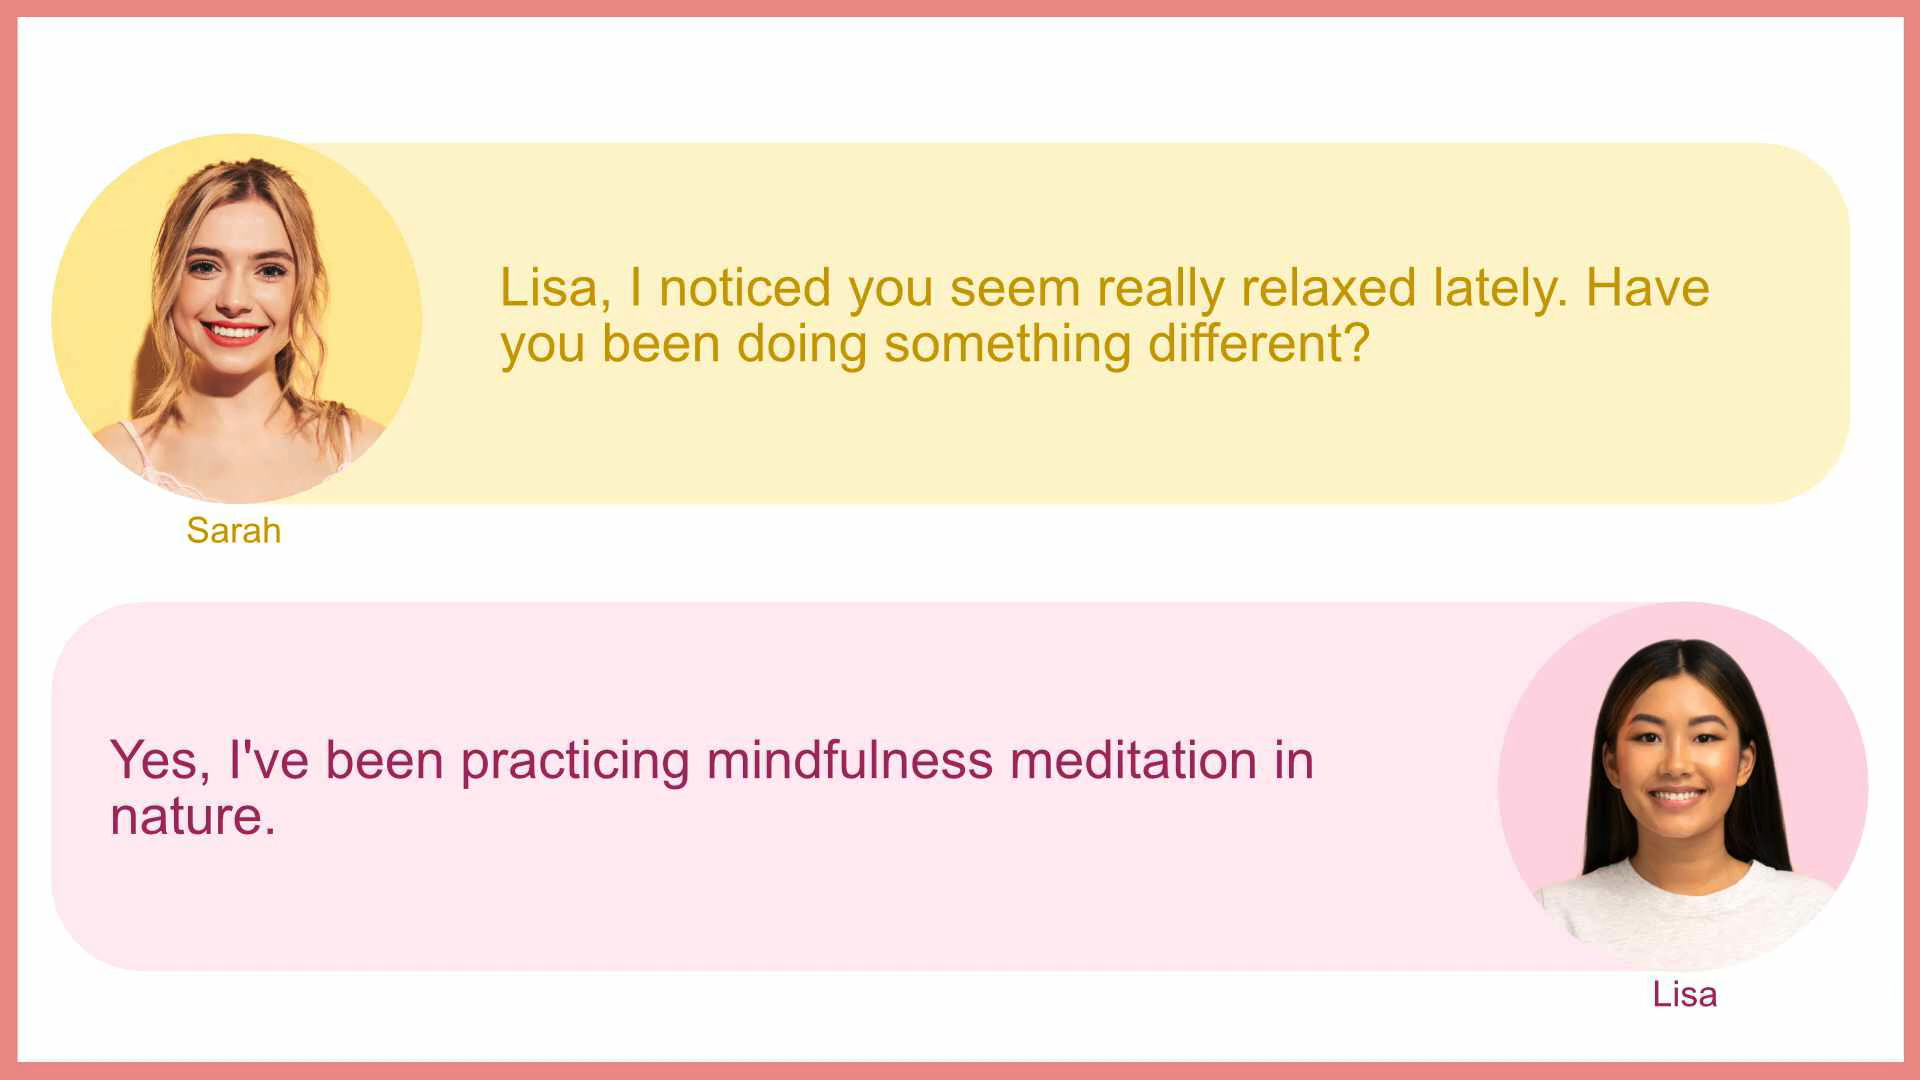 Lisa, I noticed you seem really relaxed lately. Have
you been doing something different?
Sarah
Yes, I've been practicing mindfulness meditation in
nature.
Lisa